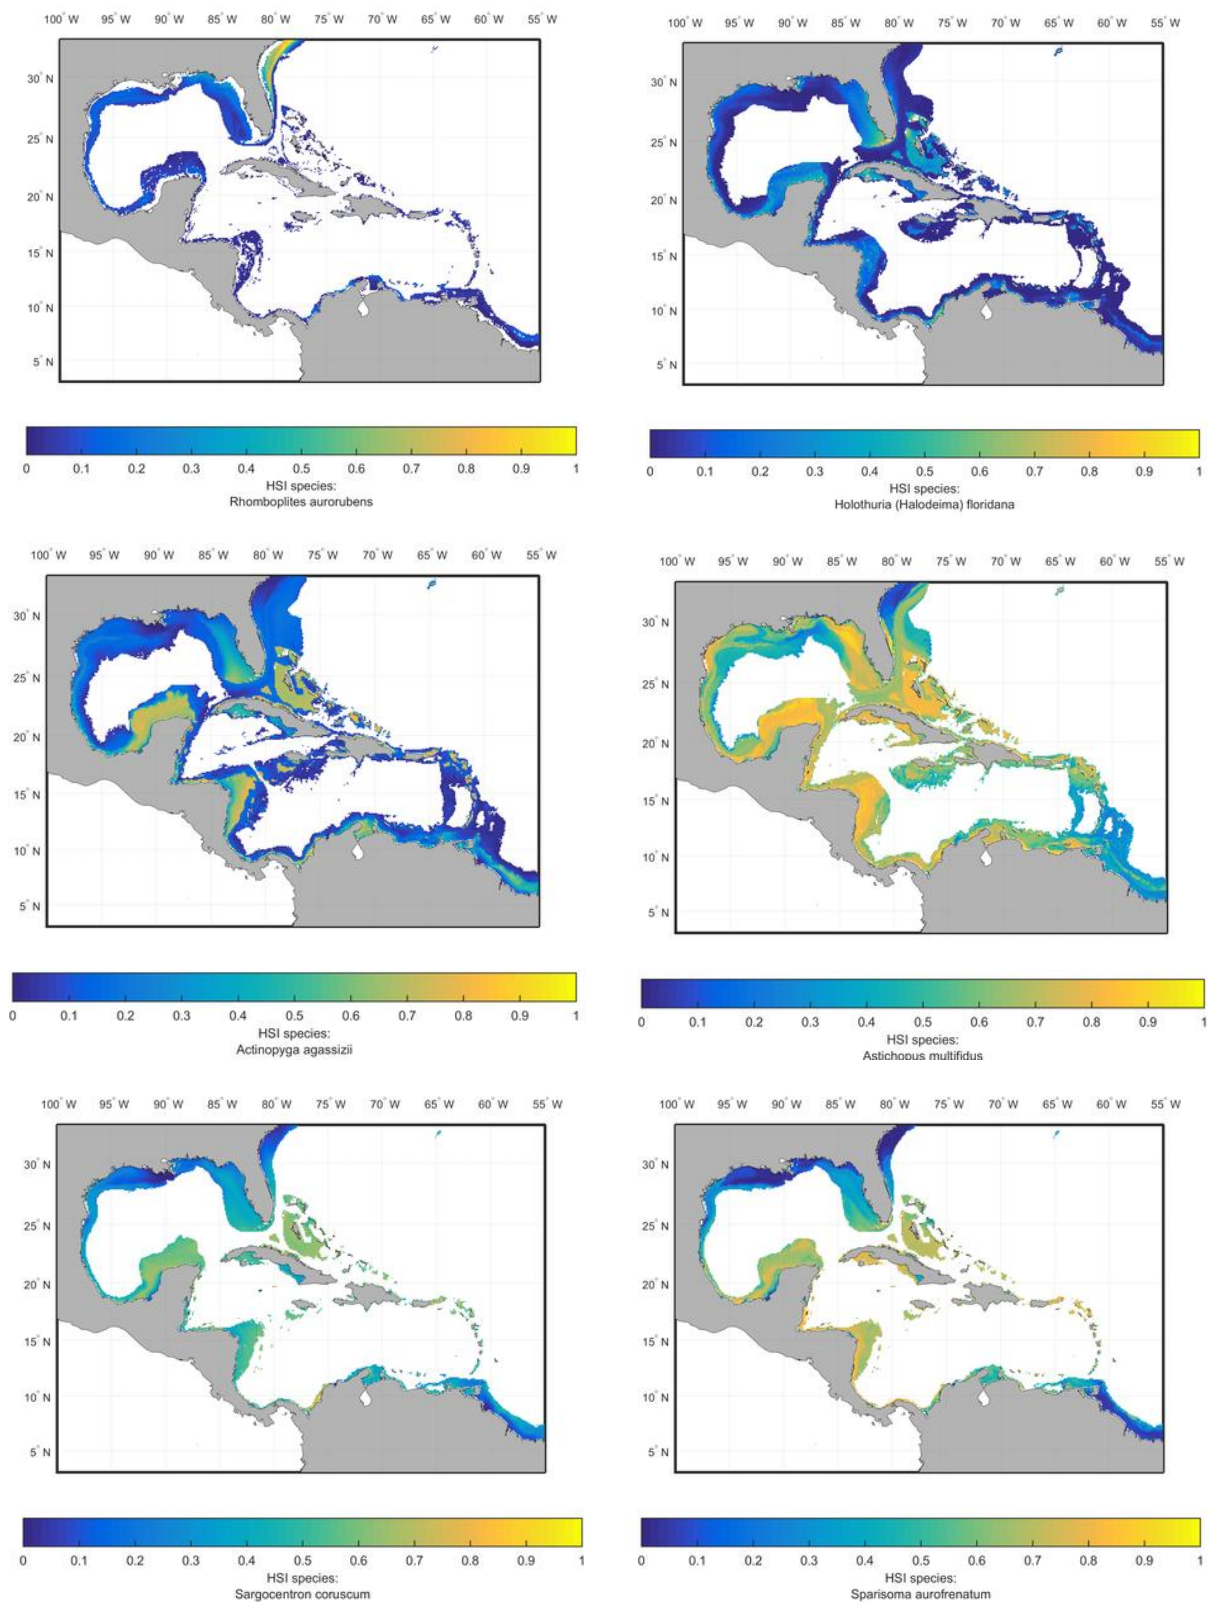 100° W 95° W 90° W 85° W 80° W 75° W 70° W 65° W 60° W 55° W
30° N
25° N
20° N
15° N
10° N
5° N
0 0.1 0.2 0.3 0.4 0.5 0.6 0.7 0.8 0.9 1
HSI species:
Rhomboplites aurorubens
100° W 95° W 90° W 85° W 80° W 75° W 70° W 65° W 60° W 55° W
30° N
25° N
20° N
15° N
10° N
5° N
0 0.1 0.2 0.3 0.4 0.5 0.6 0.7 0.8 0.9 1
HSI species:
Holothuria (Halodeima) floridana
100° W 95° W 90° W 85° W 80° W 75° W 70° W 65° W 60° W 55° W
30° N
25° N
20° N
15° N
10° N
5° N
0 0.1 0.2 0.3 0.4 0.5 0.6 0.7 0.8 0.9 1
HSI species:
Actinopyga agassizii
100° W 95° W 90° W 85° W 80° W 75° W 70° W 65° W 60° W 55° W
30° N
25° N
20° N
15° N
10° N
5° N
0 0.1 0.2 0.3 0.4 0.5 0.6 0.7 0.8 0.9 1
HSI species:
Astichopus multifidus
100° W 95° W 90° W 85° W 80° W 75° W 70° W 65° W 60° W 55° W
30° N
25° N
20° N
15° N
10° N
5° N
0 0.1 0.2 0.3 0.4 0.5 0.6 0.7 0.8 0.9 1
HSI species:
Sargocentron coruscum
100° W 95° W 90° W 85° W 80° W 75° W 70° W 65° W 60° W 55° W
30° N
25° N
20° N
15° N
10° N
5° N
0 0.1 0.2 0.3 0.4 0.5 0.6 0.7 0.8 0.9 1
HSI species:
Sparisoma aurofrenatum